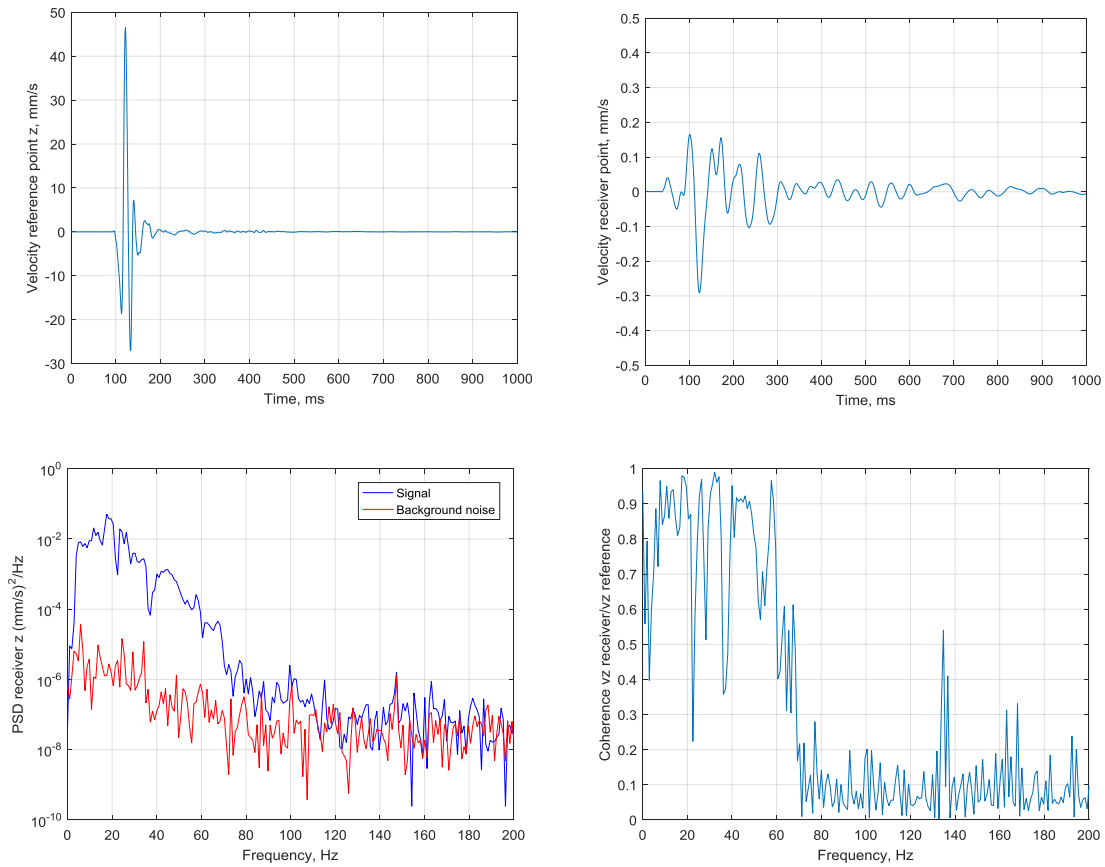 50
40
30
20
10
0
-10
-20
-30
0 100 200 300 400 500 600 700 800 900 1000
Time, ms
Velocity reference point z, mm/s
0.5
0.4
0.3
0.2
0.1
0
-0.1
-0.2
-0.3
-0.4
-0.5
0 100 200 300 400 500 600 700 800 900 1000
Time, ms
Velocity receiver point, mm/s
10^0
10^-2
10^-4
10^-6
10^-8
10^-10
0 20 40 60 80 100 120 140 160 180 200
Frequency, Hz
PSD receiver z (mm/s)^2/Hz
Signal
Background noise
1
0.9
0.8
0.7
0.6
0.5
0.4
0.3
0.2
0.1
0
0 20 40 60 80 100 120 140 160 180 200
Frequency, Hz
Coherence vz receiver/vz reference